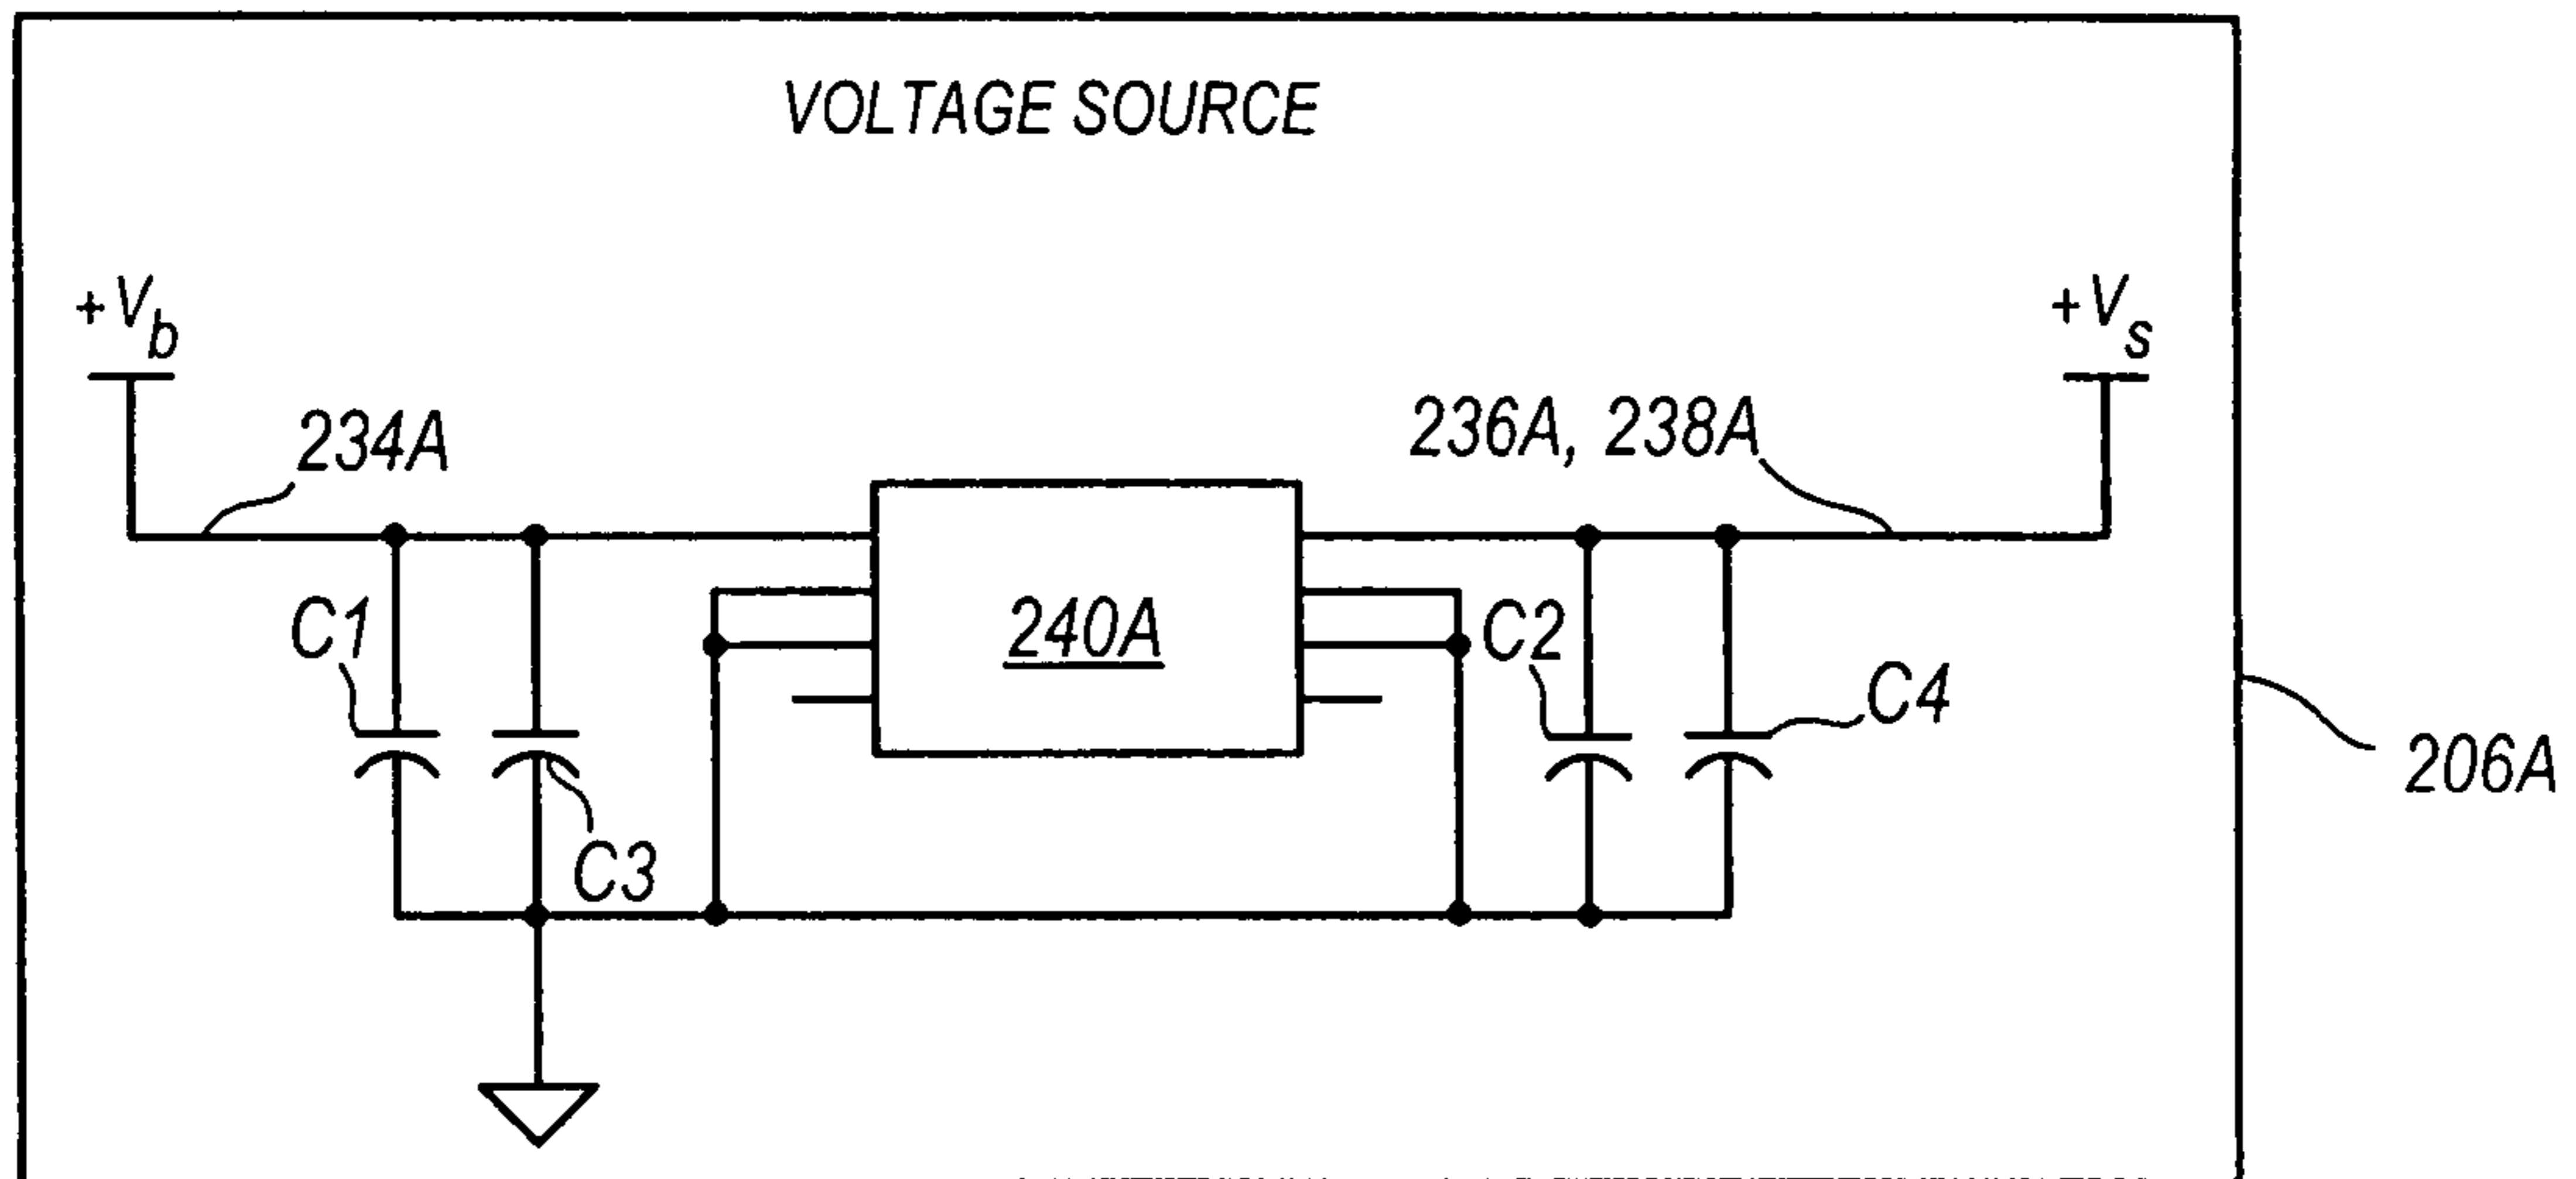 VOLTAGE SOURCE
+Vb
+Vs
234A
236A, 238A
240A
C1
C2
C3
C4
206A